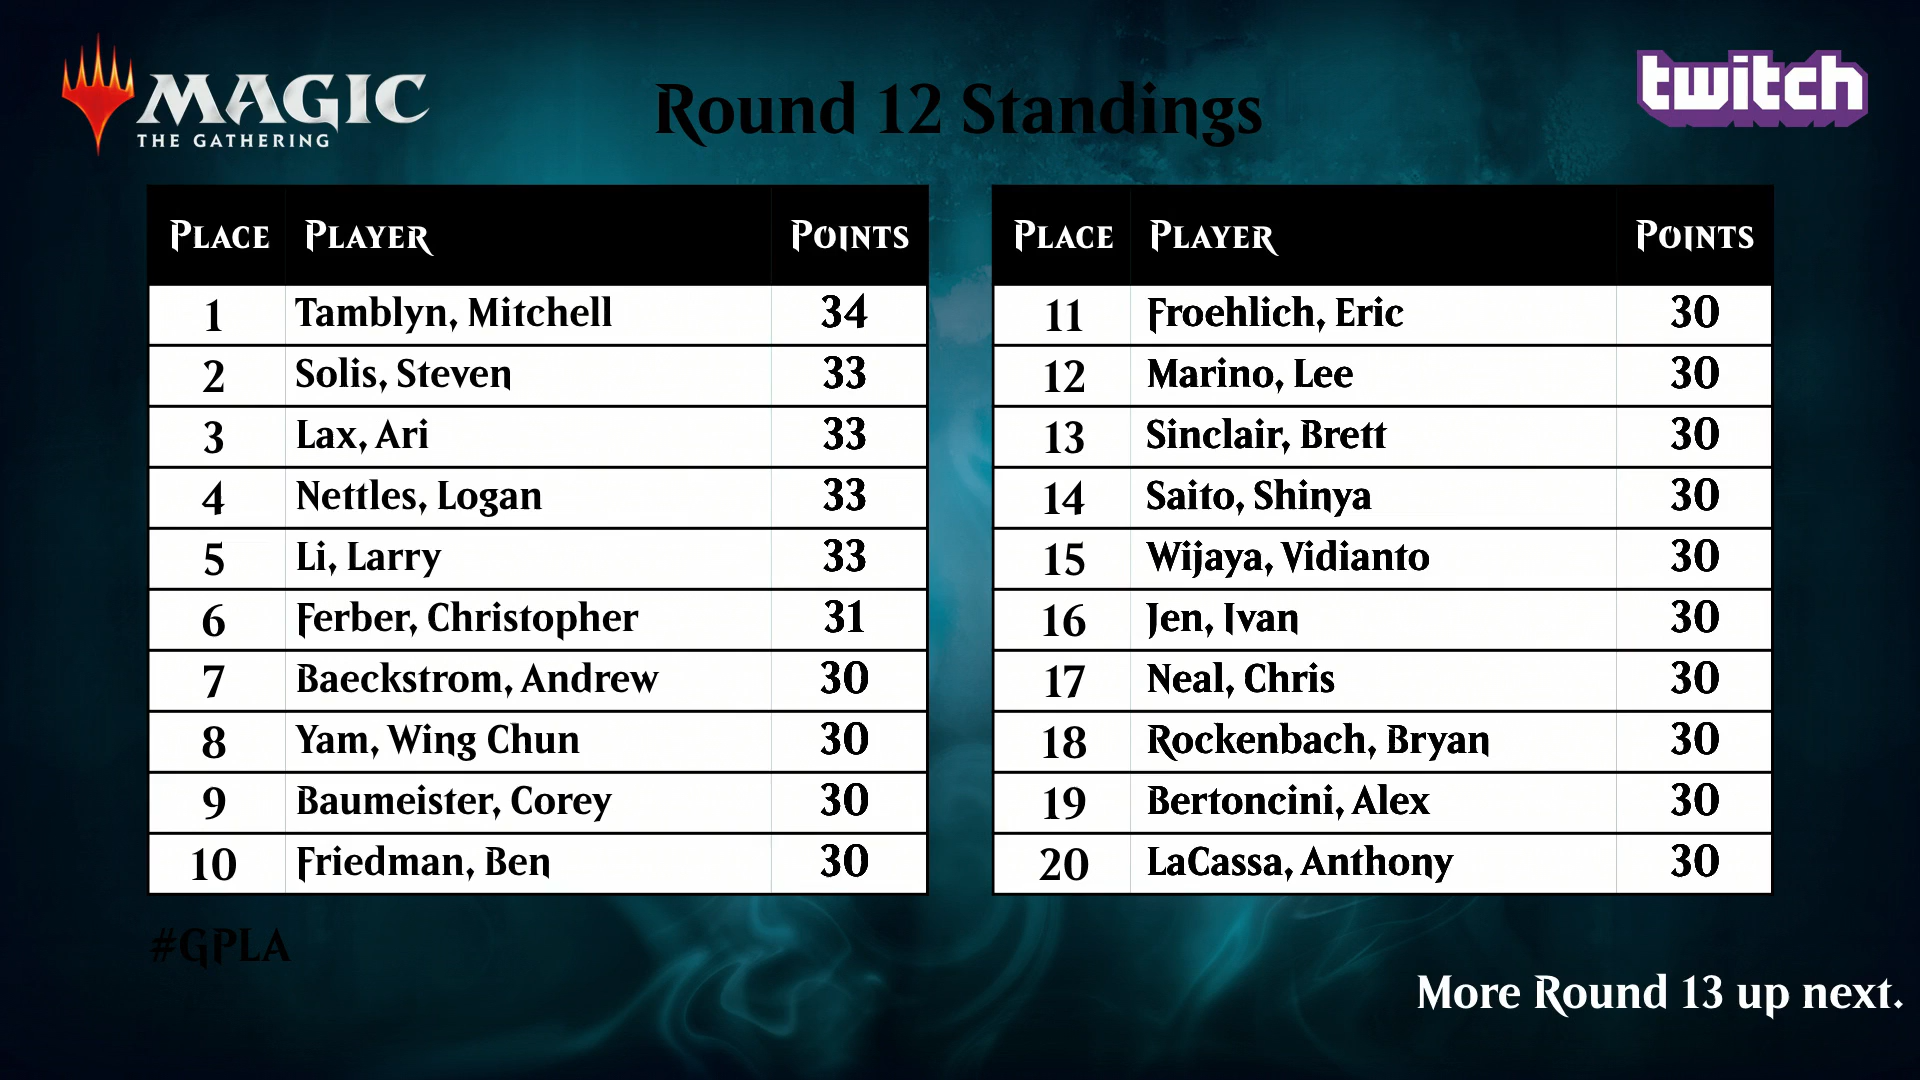 MAGIC
THE GATHERING
Round 12 Standings
twitch
PLACE PLAYER POINTS
1 Tamblyn, Mitchell 34
2 Solis, Steven 33
3 Lax, Ari 33
4 Nettles, Logan 33
5 Li, Larry 33
6 Ferber, Christopher 31
7 Baeckstrom, Andrew 30
8 Yam, Wing Chun 30
9 Baumeister, Corey 30
10 Friedman, Ben 30
PLACE PLAYER POINTS
11 Froehlich, Eric 30
12 Marino, Lee 30
13 Sinclair, Brett 30
14 Saito, Shinya 30
15 Wijaya, Vidianto 30
16 Jen, Ivan 30
17 Neal, Chris 30
18 Rockenbach, Bryan 30
19 Bertoncini, Alex 30
20 LaCassa, Anthony 30
#GPLA
More Round 13 up next.